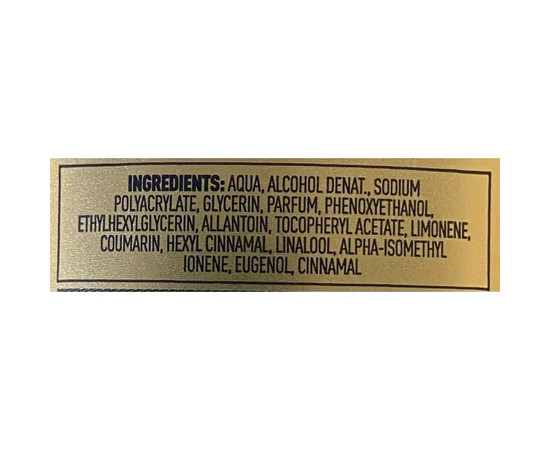 INGREDIENTS: AQUA, ALCOHOL DENAT., SODIUM
POLYACRYLATE, GLYCERIN, PARFUM, PHENOXYETHANOL,
ETHYLHEXYLGLYCERIN, ALLANTOIN, TOCOPHERYL ACETATE, LIMONENE,
COUMARIN, HEXYL CINNAMAL, LINALOOL, ALPHA-ISOMETHYL
IONENE, EUGENOL, CINNAMAL